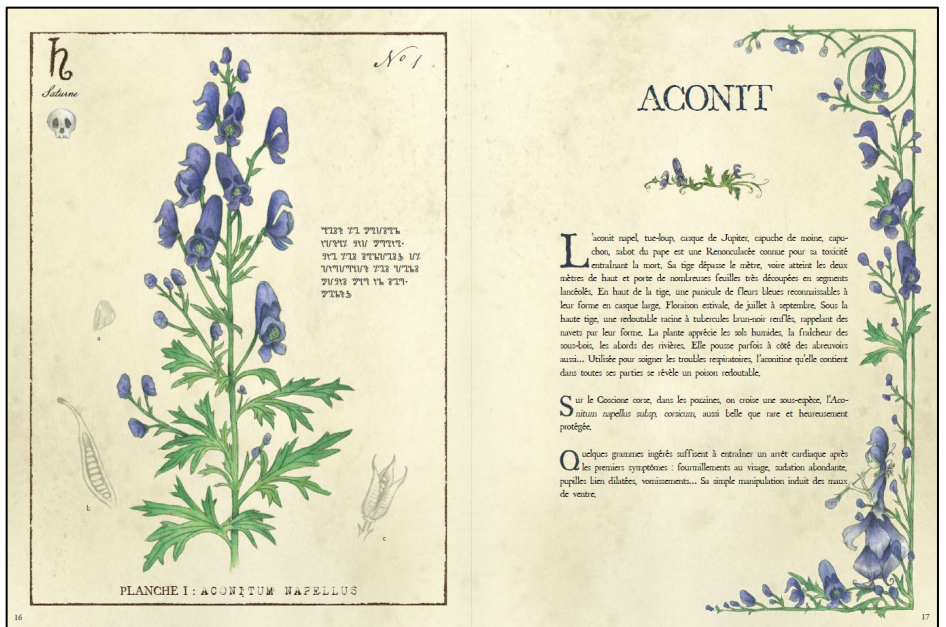 Saturne
Nº 1
a
b
c
PLANCHE I : ACONITUM NAPELLUS
16
ACONIT
L'aconit napel, tue-loup, casque de Jupiter, capuche de moine, capu-
chon, sabot du pape est une Renonculacée connue pour sa toxicité
entraînant la mort. Sa tige dépasse le mètre, voire atteint les deux
mètres de haut et porte de nombreuses feuilles très découpées en segments
lancéolés. En haut de la tige, une panicule de fleurs bleues reconnaissables à
leur forme en casque large. Floraison estivale, de juillet à septembre. Sous la
haute tige, une redoutable racine à tubercules brun-noir renflés, rappelant des
navets par leur forme. La plante apprécie les sols humides, la fraîcheur des
sous-bois, les abords des rivières. Elle pousse parfois à côté des abreuvoirs
aussi... Utilisée pour soigner les troubles respiratoires, l'aconitine qu'elle contient
dans toutes ses parties se révèle un poison redoutable.
Sur le Coscione corse, dans les pozzines, on croise une sous-espèce, l'Aco-
nitum napellus subsp. corsicum, aussi belle que rare et heureusement
protégée.
Quelques grammes ingérés suffisent à entraîner un arrêt cardiaque après
les premiers symptômes : fourmillements au visage, sudation abondante,
pupilles bien dilatées, vomissements... Sa simple manipulation induit des maux
de ventre.
17